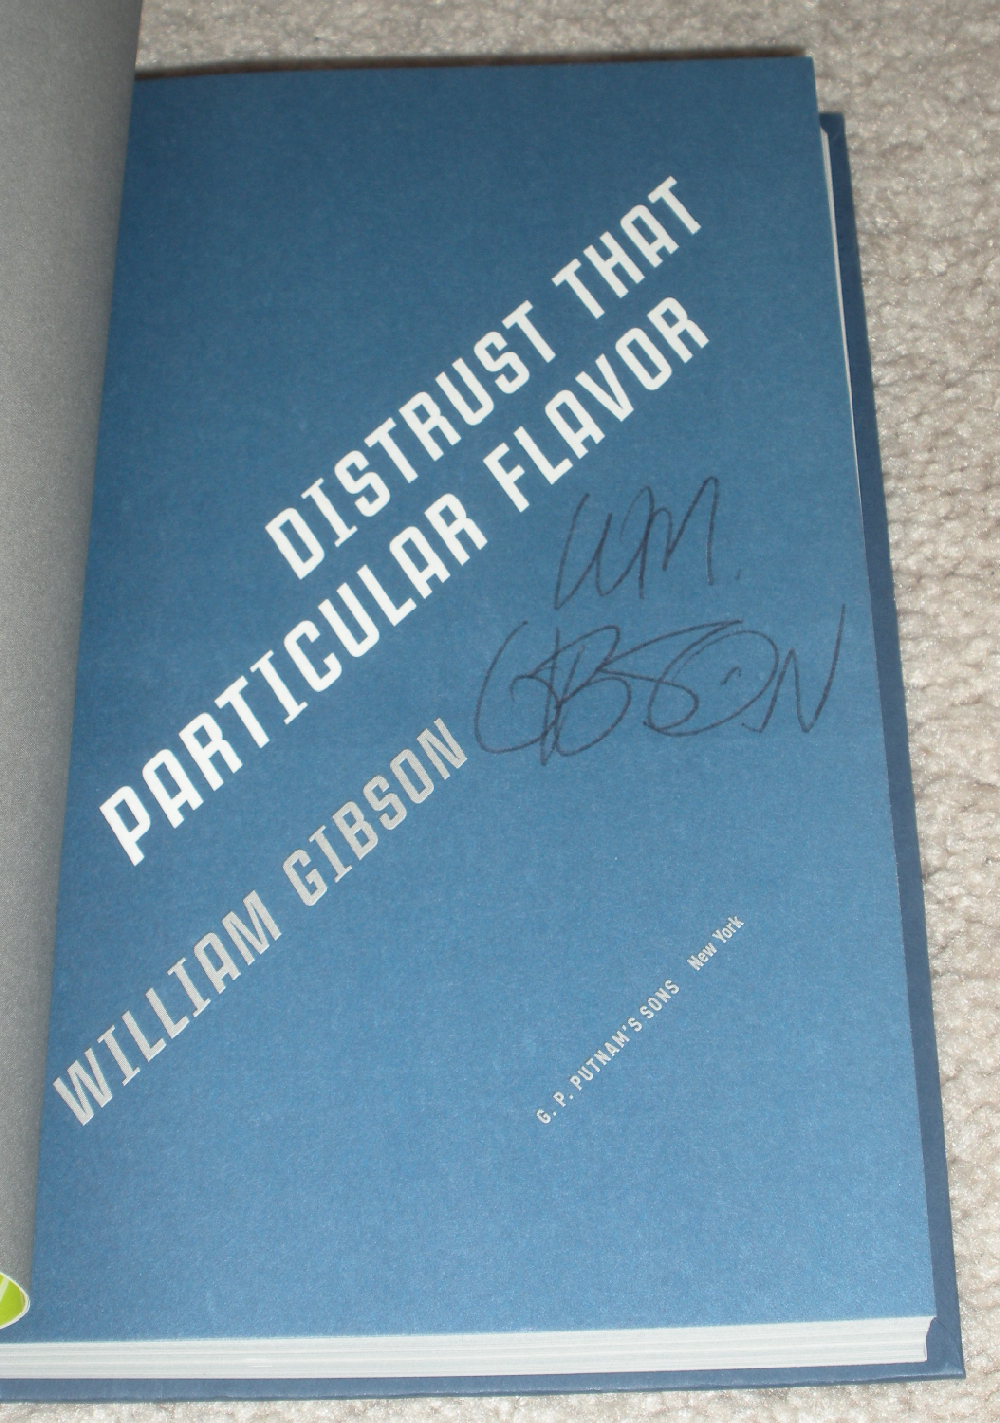 DISTRUST THAT
PARTICULAR FLAVOR
WM.
GIBSON
WILLIAM GIBSON
G. P. PUTNAM'S SONS New York